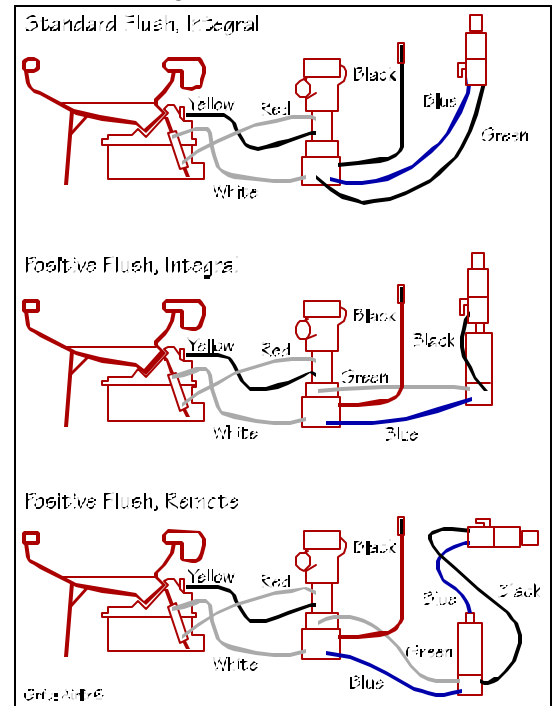 Standard Flush, Integral
Black
Yellow
Red
Blue
Green
White
Positive Flush, Integral
Black
Yellow
Red
Black
Green
White
Blue
Positive Flush, Remote
Black
Yellow
Red
Black
Blue
White
Green
Blue